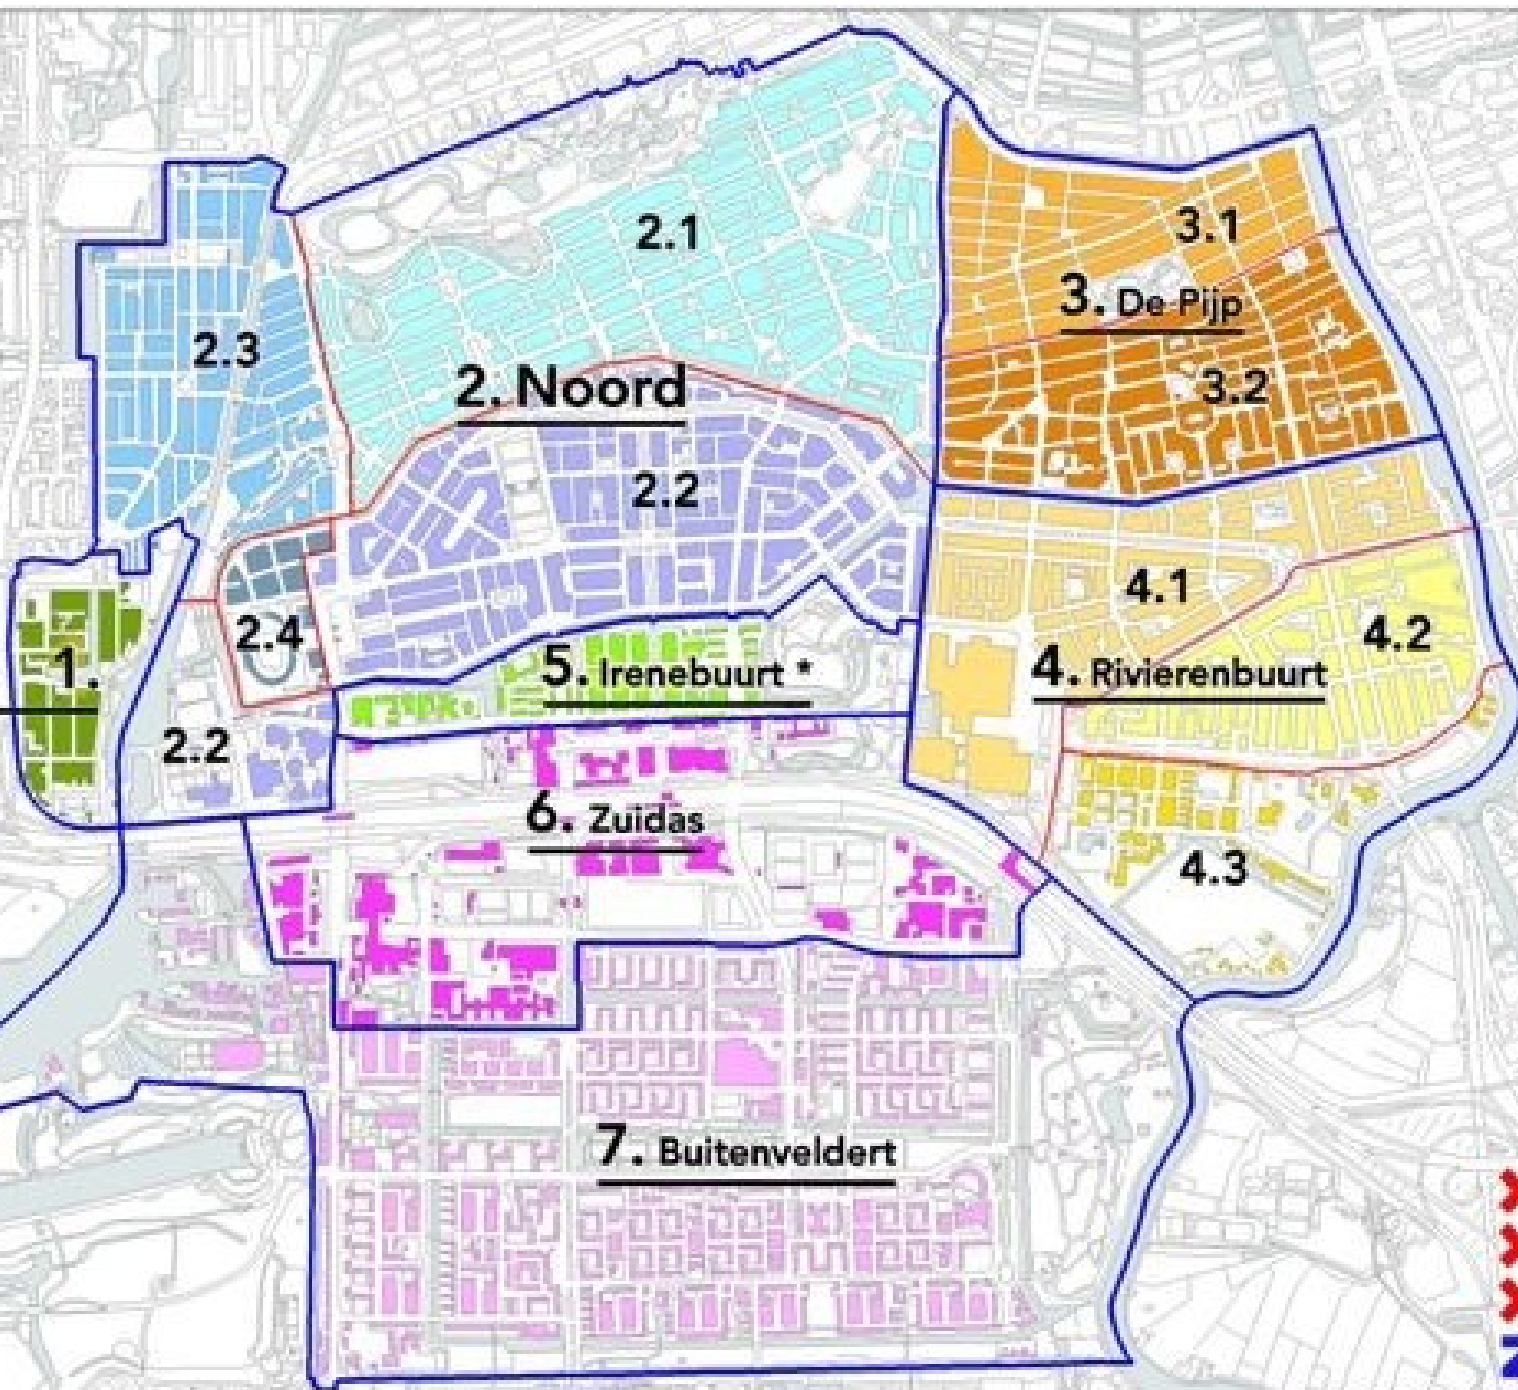 2.1
3.1
3. De Pijp
2.3
2. Noord
3.2
2.2
4.1
2.4
4.2
1.
5. Irenebuurt *
4. Rivierenbuurt
2.2
6. Zuidas
4.3
7. Buitenveldert